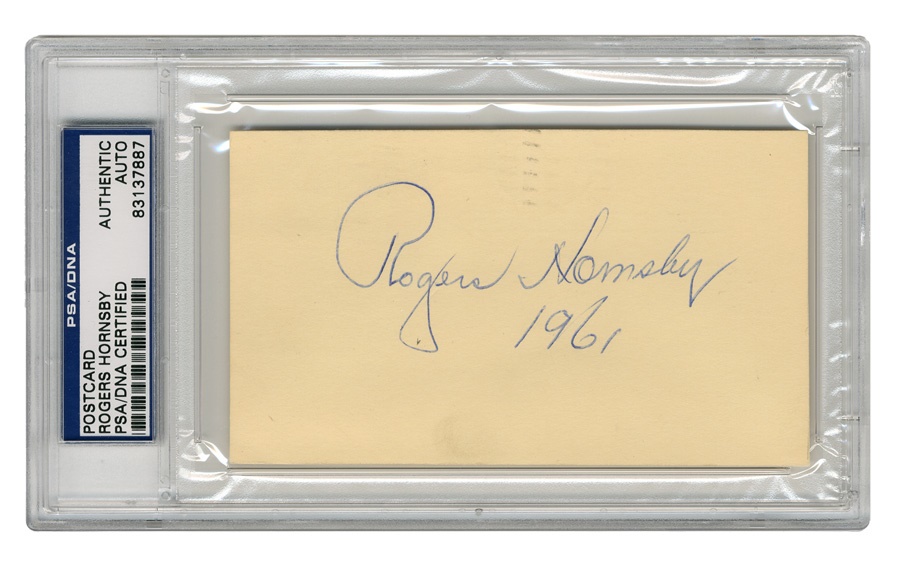 PSA/DNA
POSTCARD
ROGERS HORNSBY
PSA/DNA CERTIFIED
AUTHENTIC
AUTO
83137887
Rogers Hornsby
1961